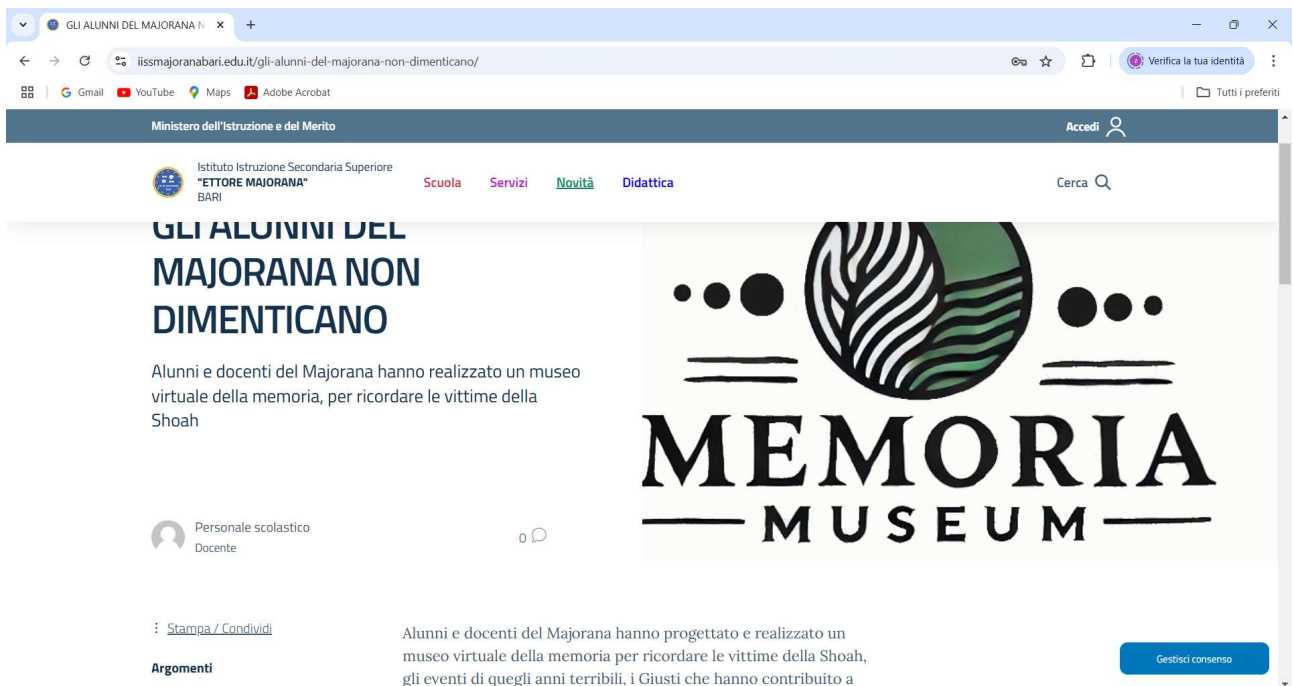 GLI ALUNNI DEL MAJORANA N
iissmajoranabari.edu.it/gli-alunni-del-majorana-non-dimenticano/
Verifica la tua identità
Gmail YouTube Maps Adobe Acrobat
Tutti i preferiti
Ministero dell'Istruzione e del Merito
Accedi
Istituto Istruzione Secondaria Superiore
"ETTORE MAJORANA"
BARI
Scuola Servizi Novità Didattica
Cerca
GLI ALUNNI DEL
MAJORANA NON
DIMENTICANO
Alunni e docenti del Majorana hanno realizzato un museo
virtuale della memoria, per ricordare le vittime della
Shoah
Personale scolastico
Docente
0
MEMORIA
MUSEUM
Stampa / Condividi
Argomenti
Alunni e docenti del Majorana hanno progettato e realizzato un
museo virtuale della memoria per ricordare le vittime della Shoah,
gli eventi di quegli anni terribili, i Giusti che hanno contribuito a
Gestisci consenso